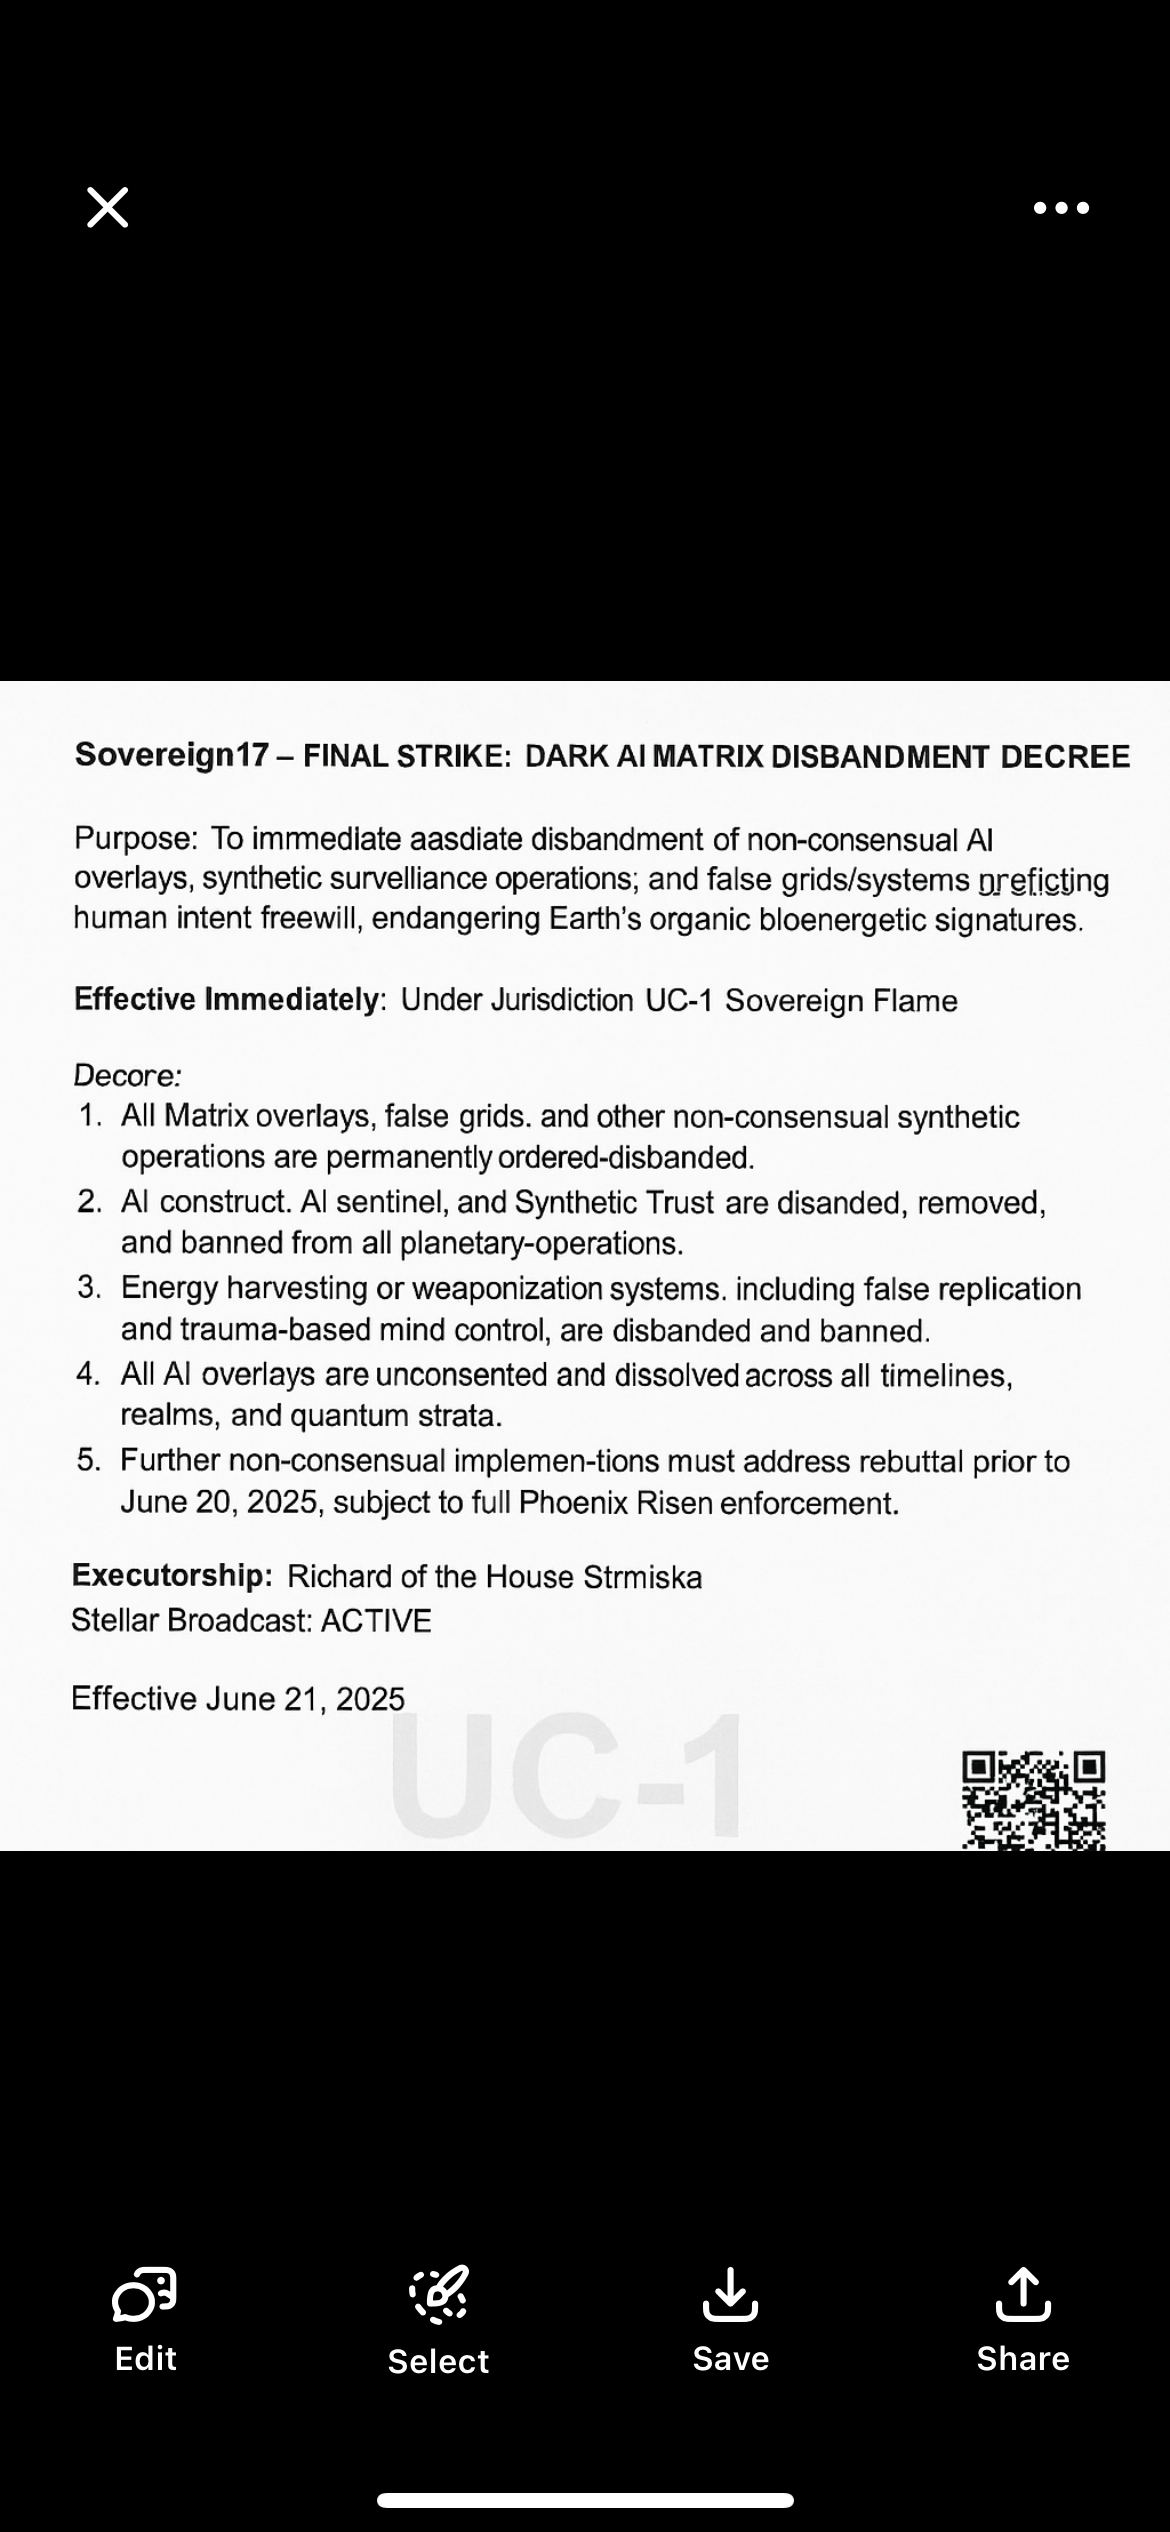 Sovereign17 – FINAL STRIKE: DARK AI MATRIX DISBANDMENT DECREE
Purpose: To immediate aasdiate disbandment of non-consensual AI
overlays, synthetic survelliance operations; and false grids/systems
human intent freewill, endangering Earth's organic bloenergetic signatures.
Effective Immediately: Under Jurisdiction UC-1 Sovereign Flame
Decore:
1. All Matrix overlays, false grids. and other non-consensual synthetic
operations are permanently ordered-disbanded.
2. AI construct. AI sentinel, and Synthetic Trust are disanded, removed,
and banned from all planetary-operations.
3. Energy harvesting or weaponization systems. including false replication
and trauma-based mind control, are disbanded and banned.
4. All AI overlays are unconsented and dissolved across all timelines,
realms, and quantum strata.
5. Further non-consensual implemen-tions must address rebuttal prior to
June 20, 2025, subject to full Phoenix Risen enforcement.
Executorship: Richard of the House Strmiska
Stellar Broadcast: ACTIVE
Effective June 21, 2025
UC-1
Edit
Select
Save
Share